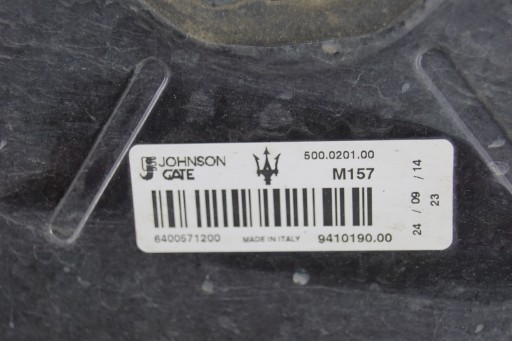 JOHNSON
GATE
500.0201.00
M157
6400571200
MADE IN ITALY
9410190.00
24 / 09 / 14
23